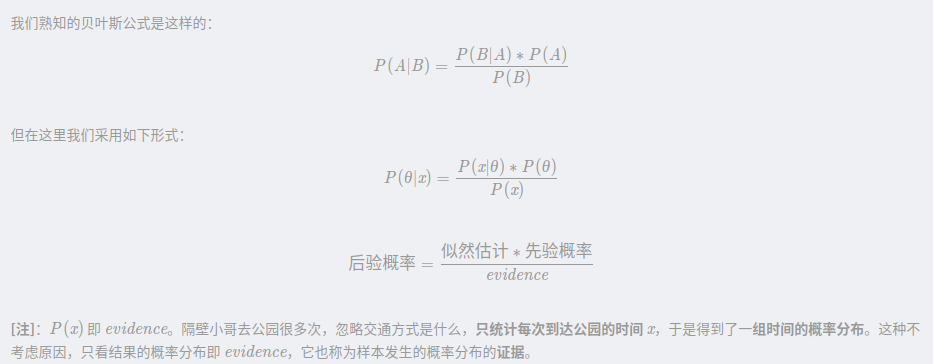 我们熟知的贝叶斯公式是这样的：
P(A|B) = P(B|A) * P(A) / P(B)
但在这里我们采用如下形式：
P(θ|x) = P(x|θ) * P(θ) / P(x)
后验概率 = 似然估计 * 先验概率 / evidence
[注]：P(x) 即 evidence。隔壁小哥去公园很多次，忽略交通方式是什么，只统计每次到达公园的时间 x，于是得到了一组时间的概率分布。这种不
考虑原因，只看结果的概率分布即 evidence，它也称为样本发生的概率分布的证据。